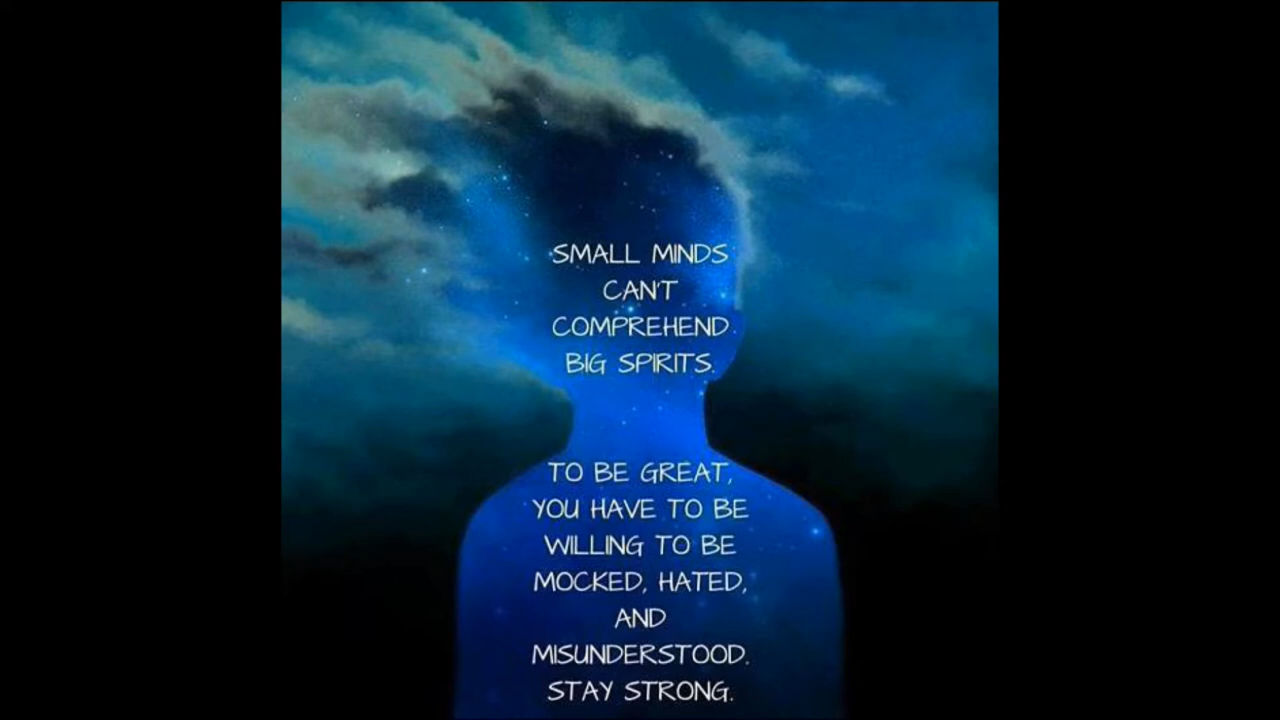 SMALL MINDS
CAN'T
COMPREHEND
BIG SPIRITS.
TO BE GREAT,
YOU HAVE TO BE
WILLING TO BE
MOCKED, HATED,
AND
MISUNDERSTOOD.
STAY STRONG.